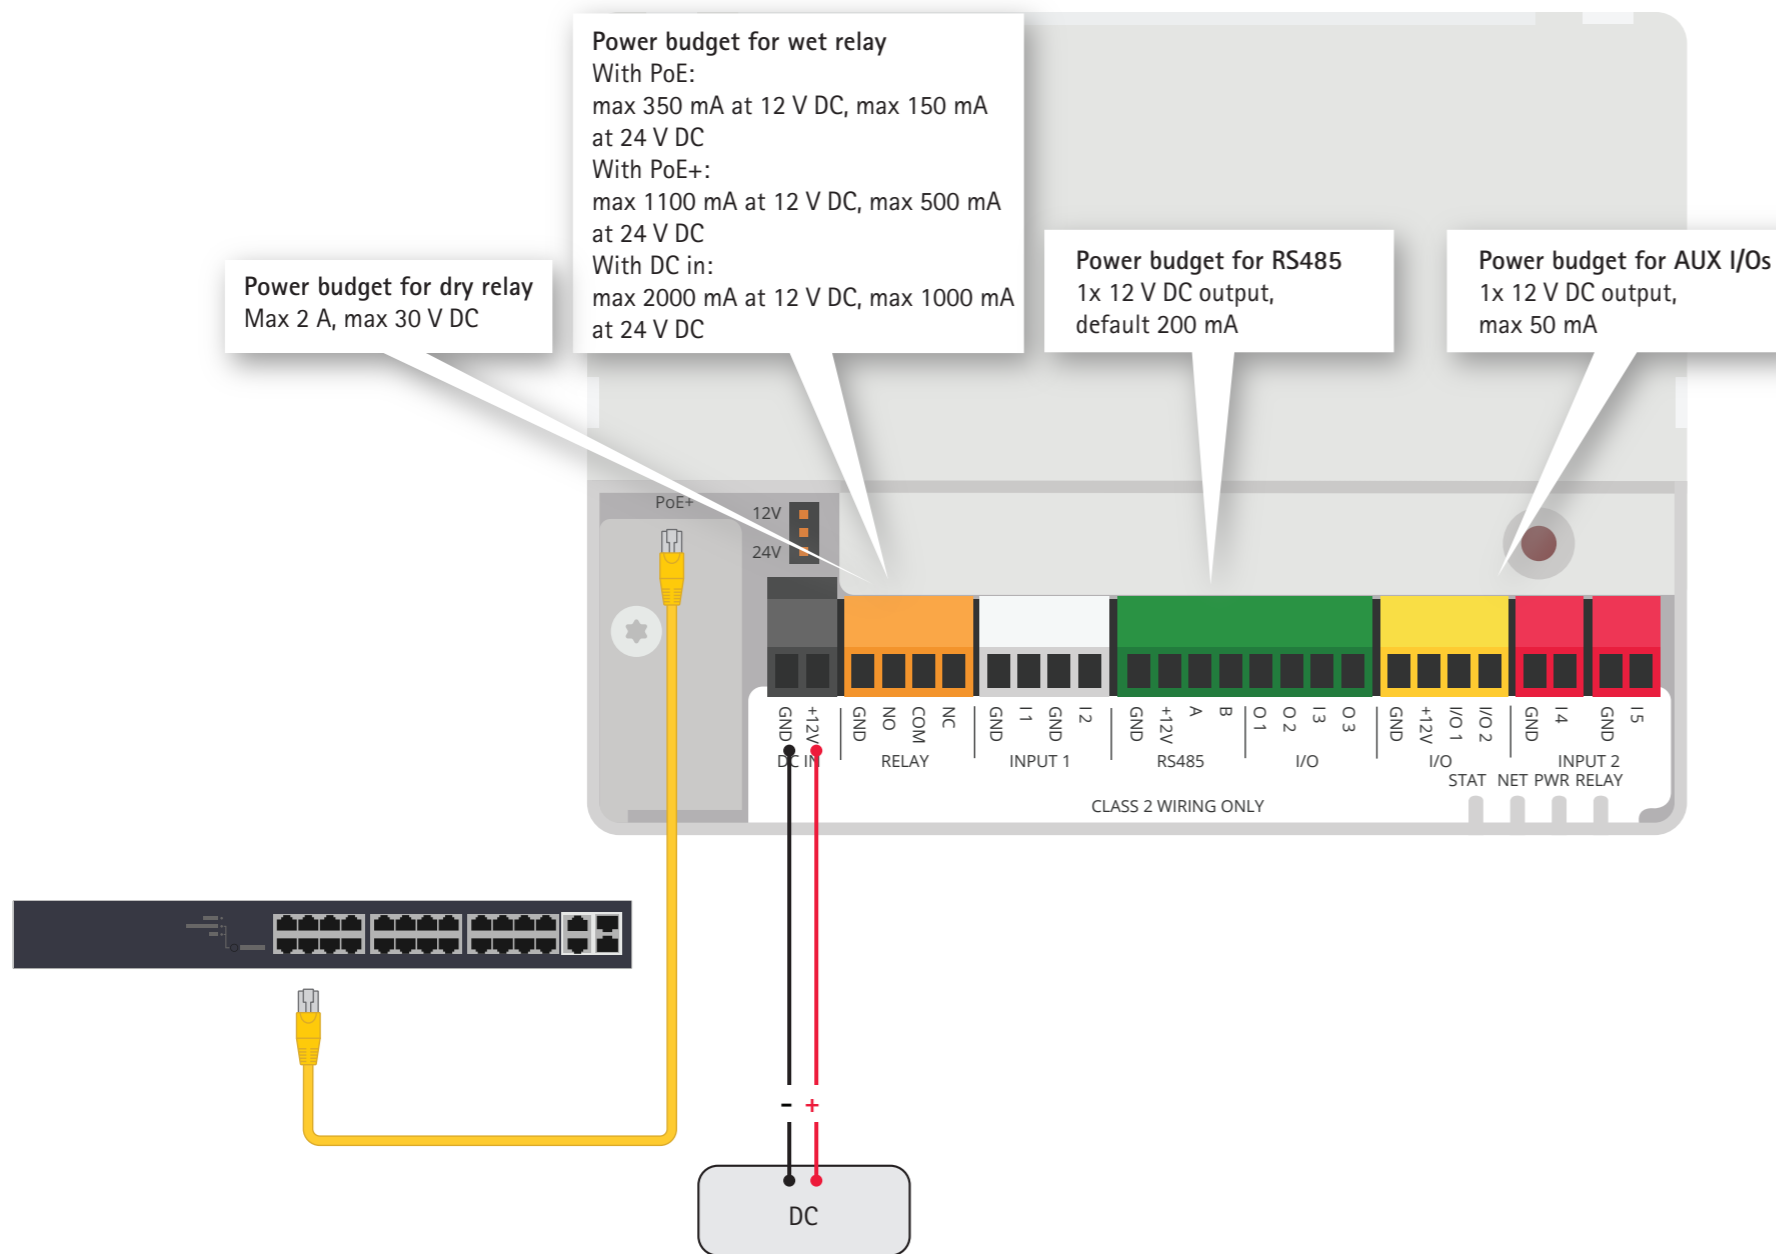 Power budget for wet relay
With PoE:
max 350 mA at 12 V DC, max 150 mA
at 24 V DC
With PoE+:
max 1100 mA at 12 V DC, max 500 mA
at 24 V DC
With DC in:
max 2000 mA at 12 V DC, max 1000 mA
at 24 V DC
Power budget for dry relay
Max 2 A, max 30 V DC
Power budget for RS485
1x 12 V DC output,
default 200 mA
Power budget for AUX I/Os
1x 12 V DC output,
max 50 mA
PoE+
12V
24V
GND +12V GND NO COM NC GND I1 GND I2 GND +12V A B O1 O2 I3 O3 GND +12V I/O 1 I/O 2 GND I4 GND I5
DC IN RELAY INPUT 1 RS485 I/O I/O INPUT 2
STAT NET PWR RELAY
CLASS 2 WIRING ONLY
- +
DC